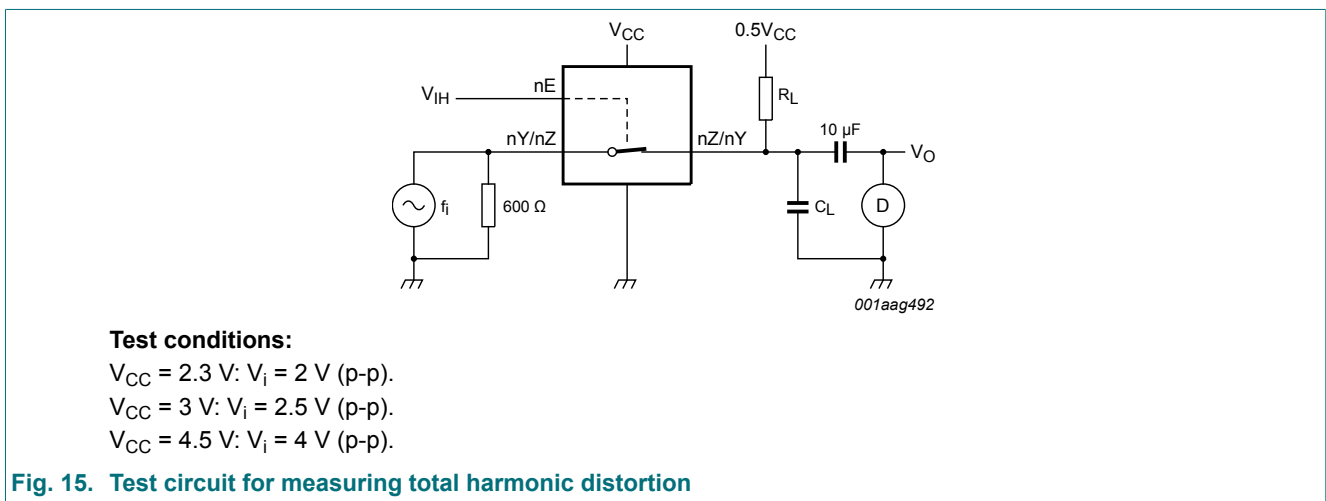 VCC
0.5VCC
nE
VIH
RL
nY/nZ
nZ/nY
10 µF
VO
fi
600 Ω
CL
D
001aag492
Test conditions:
VCC = 2.3 V: Vi = 2 V (p-p).
VCC = 3 V: Vi = 2.5 V (p-p).
VCC = 4.5 V: Vi = 4 V (p-p).
Fig. 15. Test circuit for measuring total harmonic distortion